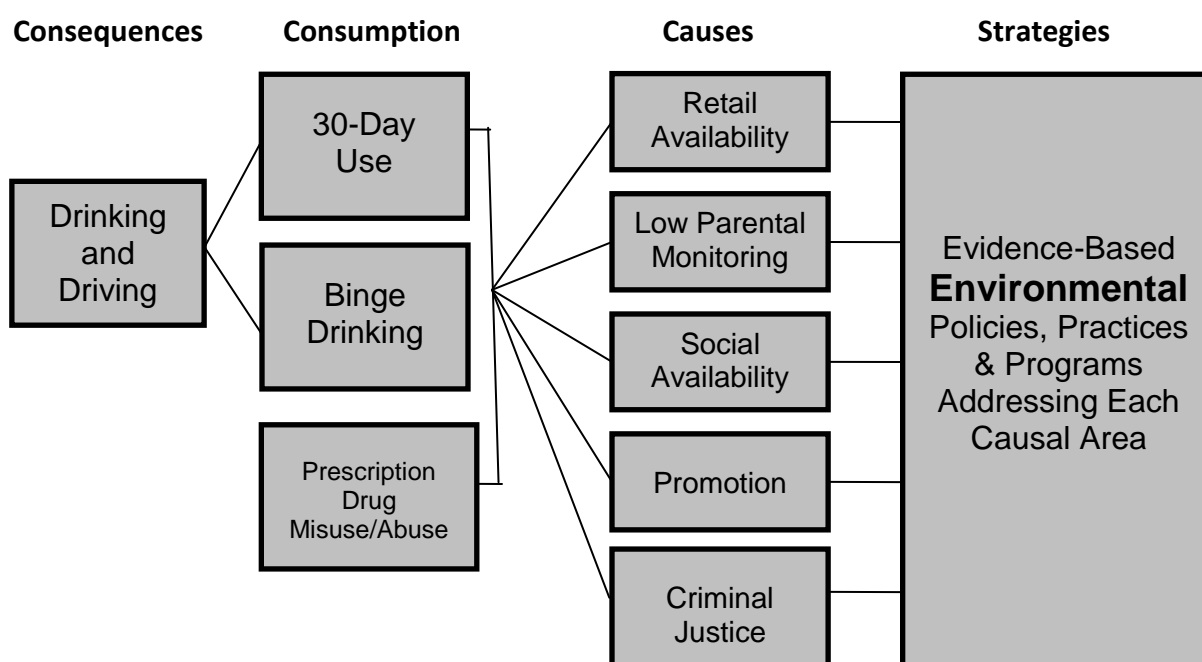 Consequences
Consumption
Causes
Strategies
Drinking
and
Driving
30-Day
Use
Binge
Drinking
Prescription
Drug
Misuse/Abuse
Retail
Availability
Low Parental
Monitoring
Social
Availability
Promotion
Criminal
Justice
Evidence-Based
Environmental
Policies, Practices
& Programs
Addressing Each
Causal Area